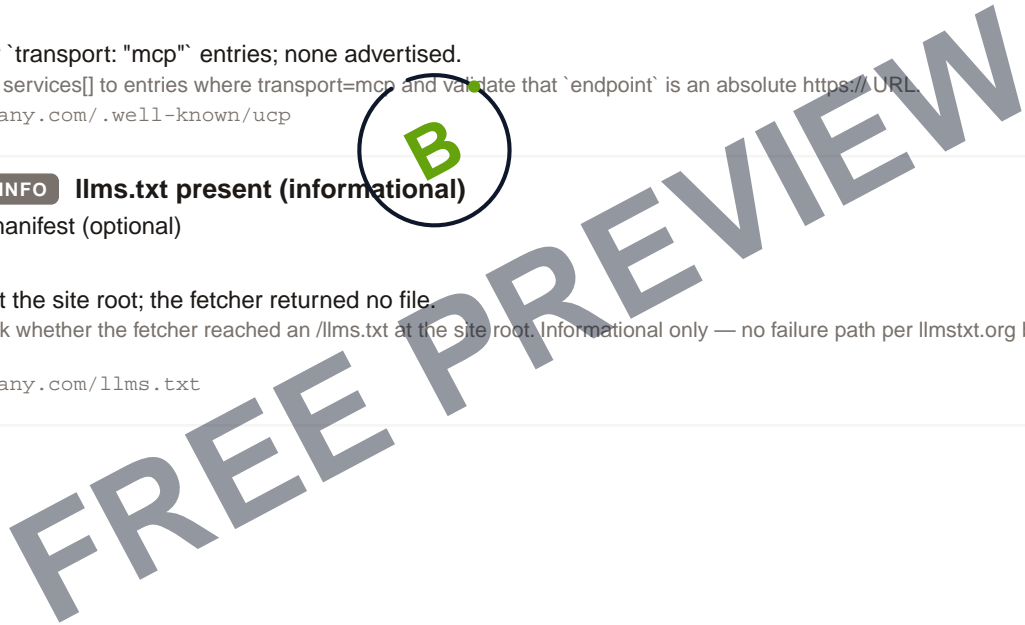 `transport: "mcp"` entries; none advertised.
services[] to entries where transport=mcp and validate that `endpoint` is an absolute https:// URL.
any.com/.well-known/ucp
B
INFO llms.txt present (informational)
manifest (optional)
the site root; the fetcher returned no file.
whether the fetcher reached an /llms.txt at the site root. Informational only — no failure path per llmstxt.org
any.com/llms.txt
FREE PREVIEW